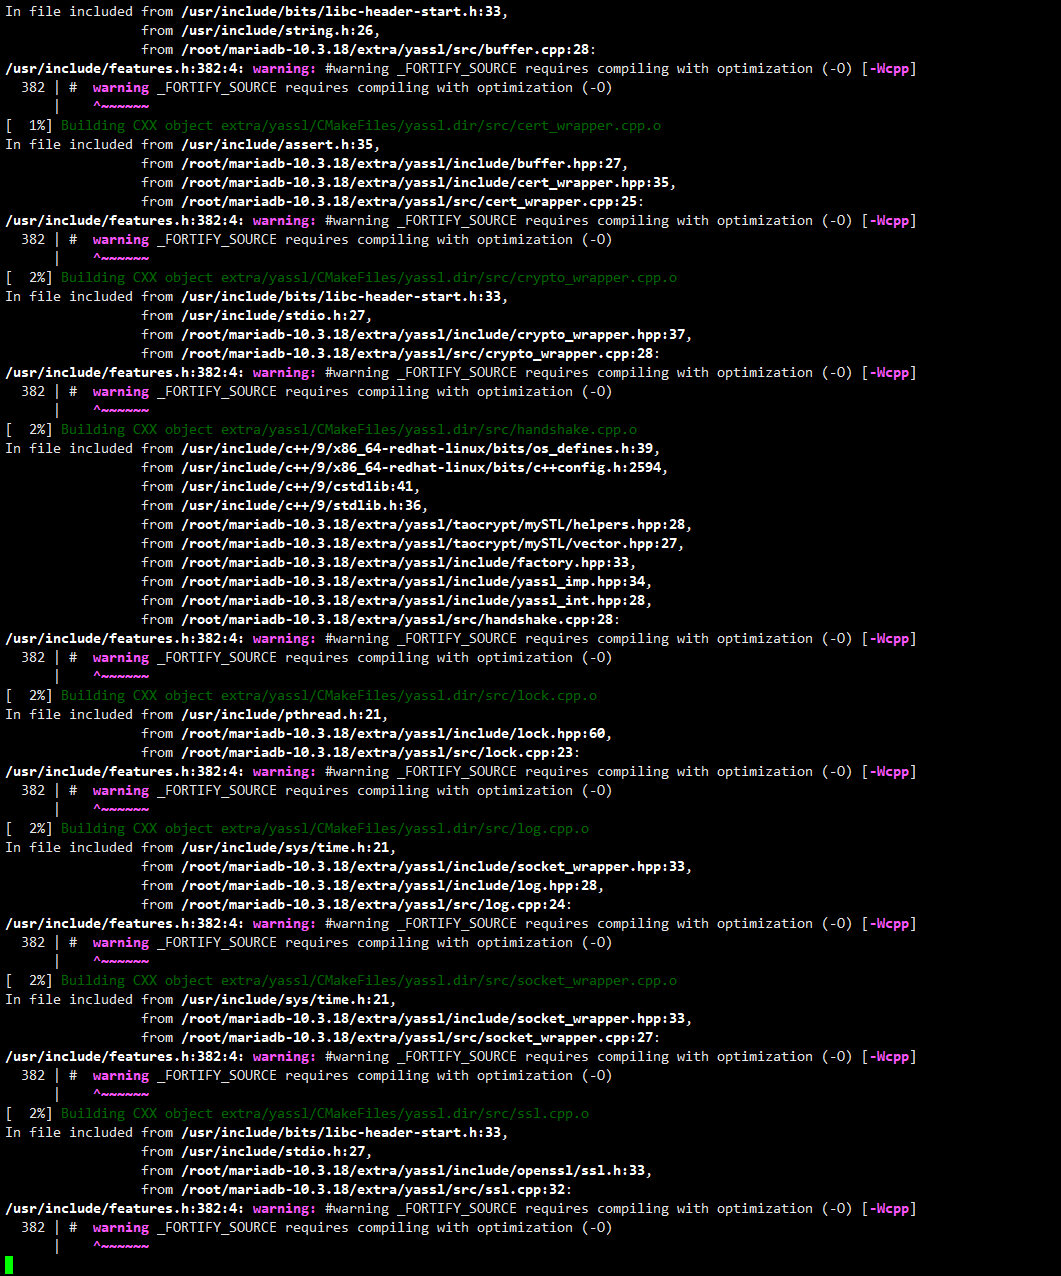 In file included from /usr/include/bits/libc-header-start.h:33,
                 from /usr/include/string.h:26,
                 from /root/mariadb-10.3.18/extra/yassl/src/buffer.cpp:28:
/usr/include/features.h:382:4: warning: #warning _FORTIFY_SOURCE requires compiling with optimization (-O) [-Wcpp]
  382 | #  warning _FORTIFY_SOURCE requires compiling with optimization (-O)
      |    ^~~~~~~
[  1%] Building CXX object extra/yassl/CMakeFiles/yassl.dir/src/cert_wrapper.cpp.o
In file included from /usr/include/assert.h:35,
                 from /root/mariadb-10.3.18/extra/yassl/include/buffer.hpp:27,
                 from /root/mariadb-10.3.18/extra/yassl/include/cert_wrapper.hpp:35,
                 from /root/mariadb-10.3.18/extra/yassl/src/cert_wrapper.cpp:25:
/usr/include/features.h:382:4: warning: #warning _FORTIFY_SOURCE requires compiling with optimization (-O) [-Wcpp]
  382 | #  warning _FORTIFY_SOURCE requires compiling with optimization (-O)
      |    ^~~~~~~
[  2%] Building CXX object extra/yassl/CMakeFiles/yassl.dir/src/crypto_wrapper.cpp.o
In file included from /usr/include/bits/libc-header-start.h:33,
                 from /usr/include/stdio.h:27,
                 from /root/mariadb-10.3.18/extra/yassl/include/crypto_wrapper.hpp:37,
                 from /root/mariadb-10.3.18/extra/yassl/src/crypto_wrapper.cpp:28:
/usr/include/features.h:382:4: warning: #warning _FORTIFY_SOURCE requires compiling with optimization (-O) [-Wcpp]
  382 | #  warning _FORTIFY_SOURCE requires compiling with optimization (-O)
      |    ^~~~~~~
[  2%] Building CXX object extra/yassl/CMakeFiles/yassl.dir/src/handshake.cpp.o
In file included from /usr/include/c++/9/x86_64-redhat-linux/bits/os_defines.h:39,
                 from /usr/include/c++/9/x86_64-redhat-linux/bits/c++config.h:2594,
                 from /usr/include/c++/9/cstdlib:41,
                 from /usr/include/c++/9/stdlib.h:36,
                 from /root/mariadb-10.3.18/extra/yassl/taocrypt/mySTL/helpers.hpp:28,
                 from /root/mariadb-10.3.18/extra/yassl/taocrypt/mySTL/vector.hpp:27,
                 from /root/mariadb-10.3.18/extra/yassl/include/factory.hpp:33,
                 from /root/mariadb-10.3.18/extra/yassl/include/yassl_imp.hpp:34,
                 from /root/mariadb-10.3.18/extra/yassl/include/yassl_int.hpp:28,
                 from /root/mariadb-10.3.18/extra/yassl/src/handshake.cpp:28:
/usr/include/features.h:382:4: warning: #warning _FORTIFY_SOURCE requires compiling with optimization (-O) [-Wcpp]
  382 | #  warning _FORTIFY_SOURCE requires compiling with optimization (-O)
      |    ^~~~~~~
[  2%] Building CXX object extra/yassl/CMakeFiles/yassl.dir/src/lock.cpp.o
In file included from /usr/include/pthread.h:21,
                 from /root/mariadb-10.3.18/extra/yassl/include/lock.hpp:60,
                 from /root/mariadb-10.3.18/extra/yassl/src/lock.cpp:23:
/usr/include/features.h:382:4: warning: #warning _FORTIFY_SOURCE requires compiling with optimization (-O) [-Wcpp]
  382 | #  warning _FORTIFY_SOURCE requires compiling with optimization (-O)
      |    ^~~~~~~
[  2%] Building CXX object extra/yassl/CMakeFiles/yassl.dir/src/log.cpp.o
In file included from /usr/include/sys/time.h:21,
                 from /root/mariadb-10.3.18/extra/yassl/include/socket_wrapper.hpp:33,
                 from /root/mariadb-10.3.18/extra/yassl/include/log.hpp:28,
                 from /root/mariadb-10.3.18/extra/yassl/src/log.cpp:24:
/usr/include/features.h:382:4: warning: #warning _FORTIFY_SOURCE requires compiling with optimization (-O) [-Wcpp]
  382 | #  warning _FORTIFY_SOURCE requires compiling with optimization (-O)
      |    ^~~~~~~
[  2%] Building CXX object extra/yassl/CMakeFiles/yassl.dir/src/socket_wrapper.cpp.o
In file included from /usr/include/sys/time.h:21,
                 from /root/mariadb-10.3.18/extra/yassl/include/socket_wrapper.hpp:33,
                 from /root/mariadb-10.3.18/extra/yassl/src/socket_wrapper.cpp:27:
/usr/include/features.h:382:4: warning: #warning _FORTIFY_SOURCE requires compiling with optimization (-O) [-Wcpp]
  382 | #  warning _FORTIFY_SOURCE requires compiling with optimization (-O)
      |    ^~~~~~~
[  2%] Building CXX object extra/yassl/CMakeFiles/yassl.dir/src/ssl.cpp.o
In file included from /usr/include/bits/libc-header-start.h:33,
                 from /usr/include/stdio.h:27,
                 from /root/mariadb-10.3.18/extra/yassl/include/openssl/ssl.h:33,
                 from /root/mariadb-10.3.18/extra/yassl/src/ssl.cpp:32:
/usr/include/features.h:382:4: warning: #warning _FORTIFY_SOURCE requires compiling with optimization (-O) [-Wcpp]
  382 | #  warning _FORTIFY_SOURCE requires compiling with optimization (-O)
      |    ^~~~~~~